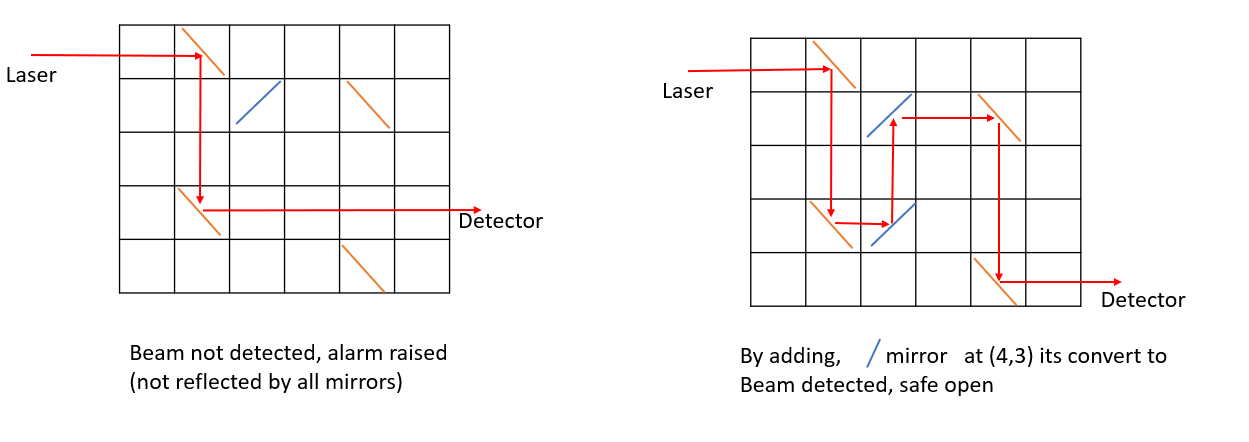 Laser
Detector
Beam not detected, alarm raised
(not reflected by all mirrors)
Laser
Detector
By adding, / mirror at (4,3) its convert to
Beam detected, safe open